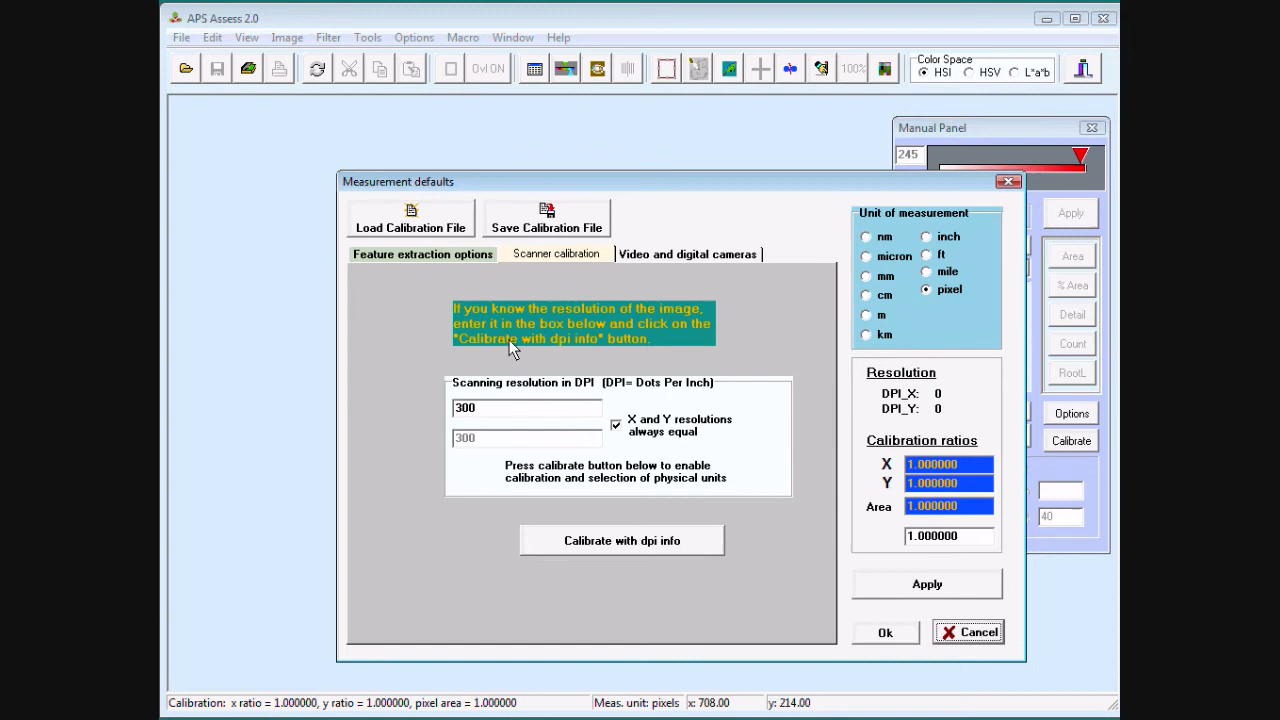 APS Assess 2.0
File Edit View Image Filter Tools Options Macro Window Help
Ovl ON
100%
Color Space
HSI HSV L*a*b
Manual Panel
245
Measurement defaults
Load Calibration File
Save Calibration File
Feature extraction options
Scanner calibration
Video and digital cameras
If you know the resolution of the image,
enter it in the box below and click on the
"Calibrate with dpi info" button.
Scanning resolution in DPI (DPI= Dots Per Inch)
300
300
X and Y resolutions
always equal
Press calibrate button below to enable
calibration and selection of physical units
Calibrate with dpi info
Unit of measurement
nm inch
micron ft
mm mile
cm pixel
m
km
Resolution
DPI_X: 0
DPI_Y: 0
Calibration ratios
X 1.000000
Y 1.000000
Area 1.000000
1.000000
Apply
Ok
Cancel
Apply
Area
% Area
Detail
Count
RootL
Options
Calibrate
40
Calibration: x ratio = 1.000000, y ratio = 1.000000, pixel area = 1.000000
Meas. unit: pixels
x: 708.00
y: 214.00